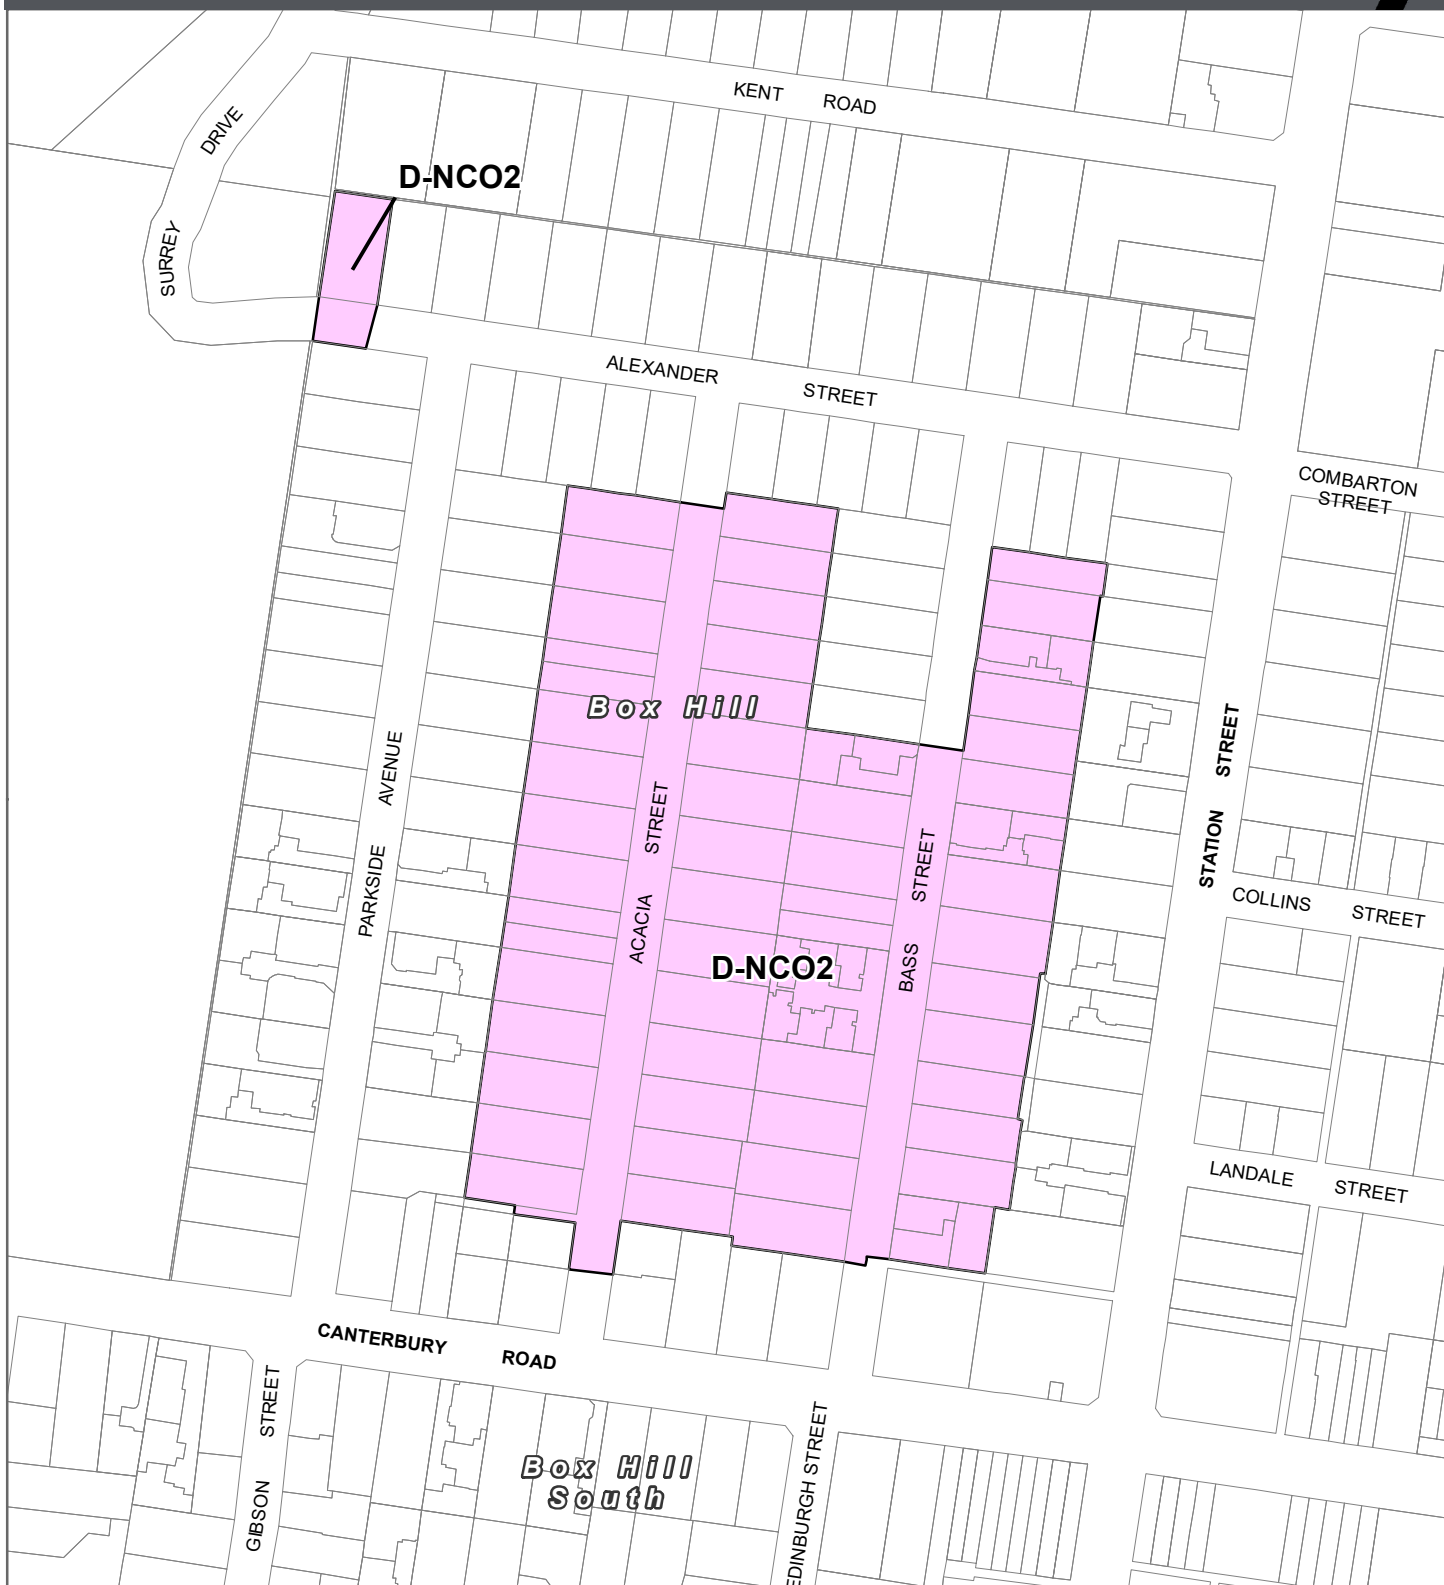 KENT ROAD
DRIVE
D-NCO2
SURREY
ALEXANDER STREET
COMBARTON
STREET
Box Hill
PARKSIDE AVENUE
ACACIA STREET
BASS STREET
STATION STREET
COLLINS STREET
D-NCO2
LANDALE STREET
CANTERBURY ROAD
GIBSON STREET
EDINBURGH STREET
Box Hill
South